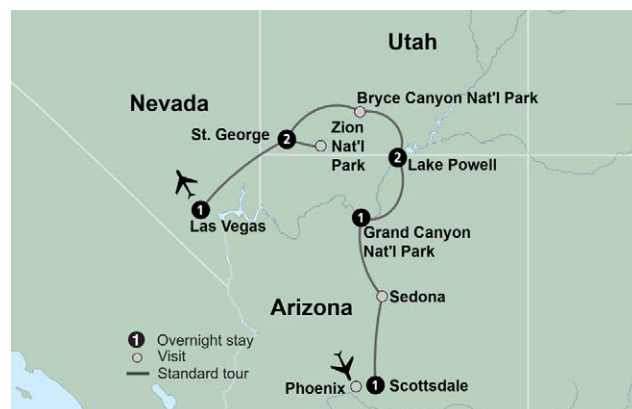 Utah
Nevada
Bryce Canyon Nat'l Park
St. George
2
Zion
Nat'l
Park
2
Lake Powell
1
Las Vegas
1
Grand Canyon
Nat'l Park
Arizona
Sedona
1 Overnight stay
Visit
Standard tour
Phoenix
1
Scottsdale